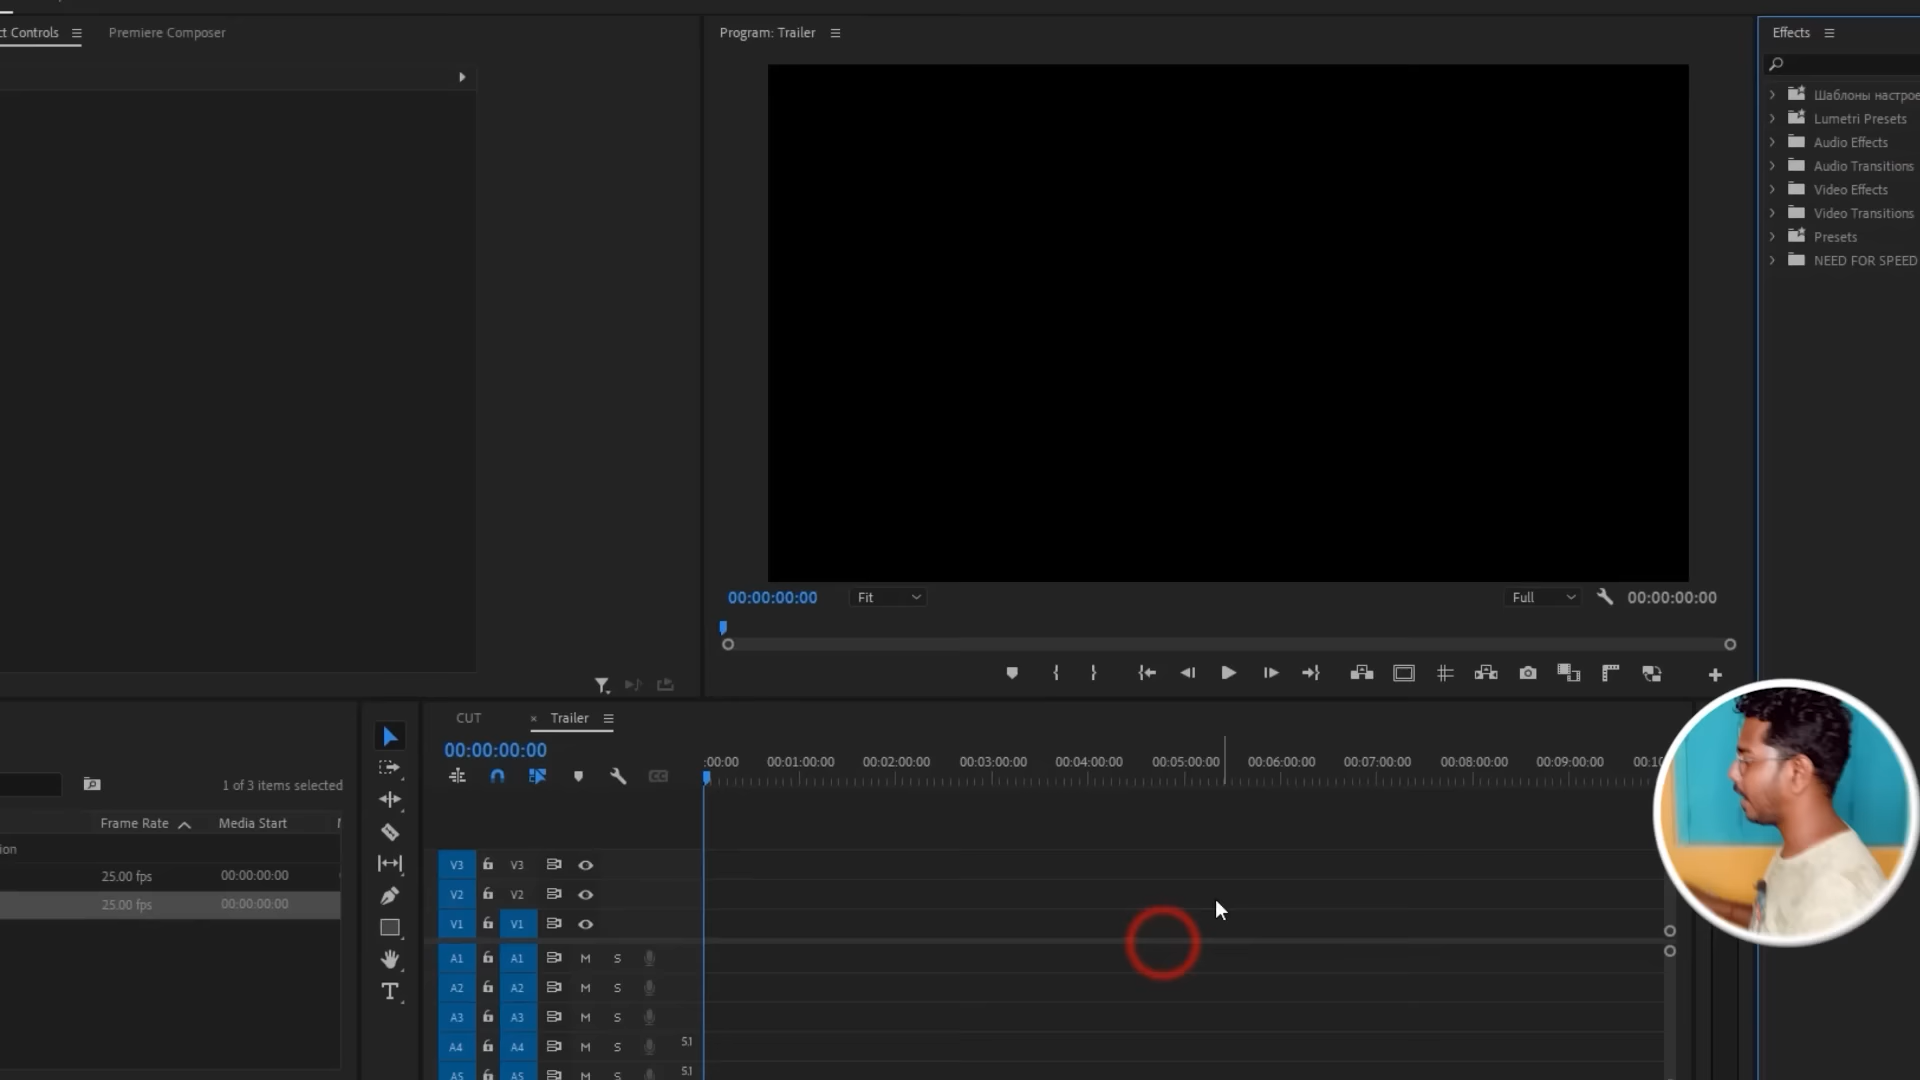 ct Controls
Premiere Composer
Program: Trailer
Effects
Шаблоны настрое
Lumetri Presets
Audio Effects
Audio Transitions
Video Effects
Video Transitions
Presets
NEED FOR SPEED
00:00:00:00
Fit
Full
00:00:00:00
CUT
× Trailer
00:00:00:00
:00:00 00:01:00:00 00:02:00:00 00:03:00:00 00:04:00:00 00:05:00:00 00:06:00:00 00:07:00:00 00:08:00:00 00:09:00:00 00:10
1 of 3 items selected
Frame Rate Media Start
ion
25.00 fps 00:00:00:00
25.00 fps 00:00:00:00
V3 V3
V2 V2
V1 V1
A1 A1 M S
A2 A2 M S
A3 A3 M S
A4 A4 M S 5.1
A5 A5 M S 5.1
T
CC